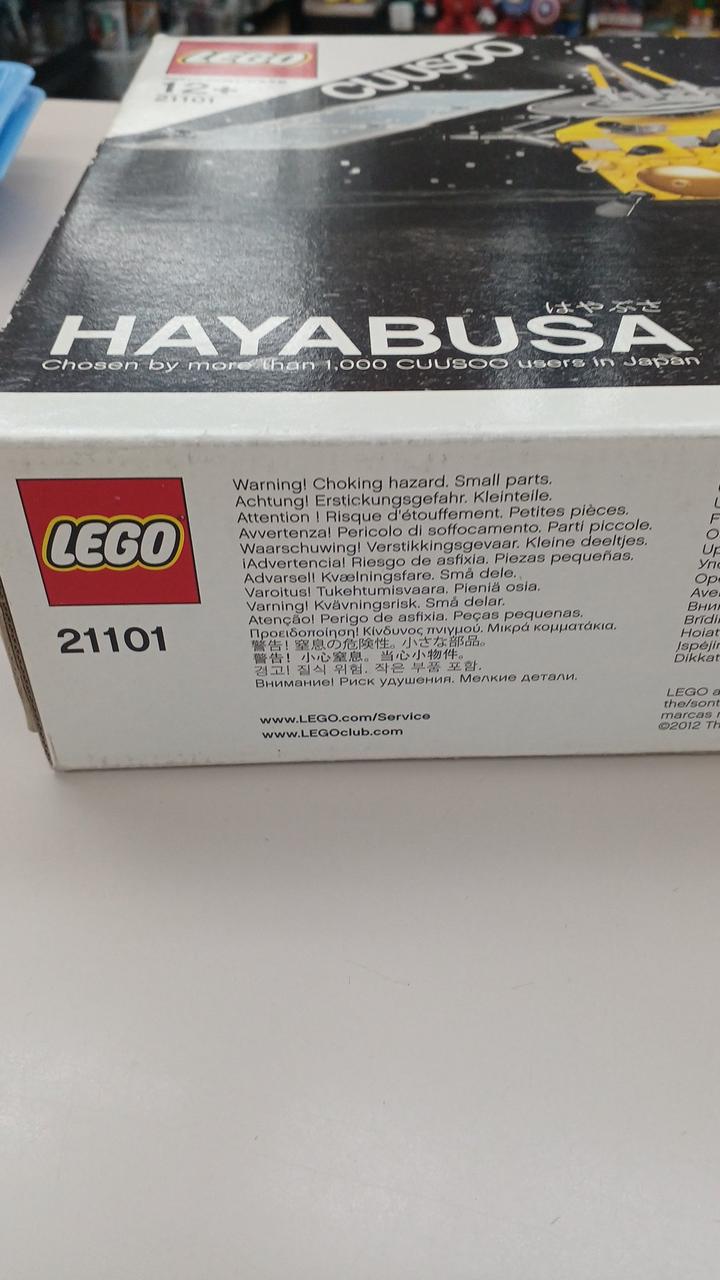 LEGO
CUUSOO
12+
21101
はやぶさ
HAYABUSA
Chosen by more than 1,000 CUUSOO users in Japan
LEGO
21101
Warning! Choking hazard. Small parts.
Achtung! Erstickungsgefahr. Kleinteile.
Attention ! Risque d'étouffement. Petites pièces.
Avvertenza! Pericolo di soffocamento. Parti piccole.
Waarschuwing! Verstikkingsgevaar. Kleine deeltjes.
¡Advertencia! Riesgo de asfixia. Piezas pequeñas.
Advarsel! Kvælningsfare. Små dele.
Varoitus! Tukehtumisvaara. Pieniä osia.
Varning! Kvävningsrisk. Små delar.
Atenção! Perigo de asfixia. Peças pequenas.
Προειδοποίηση! Κίνδυνος πνιγμού. Μικρά κομματάκια.
警告! 窒息の危険性。小さな部品。
警告! 小心窒息。当心小物件。
경고! 질식 위험. 작은 부품 포함.
Внимание! Риск удушения. Мелкие детали.
www.LEGO.com/Service
www.LEGOclub.com
LEGO
the/sont
marcas
©2012